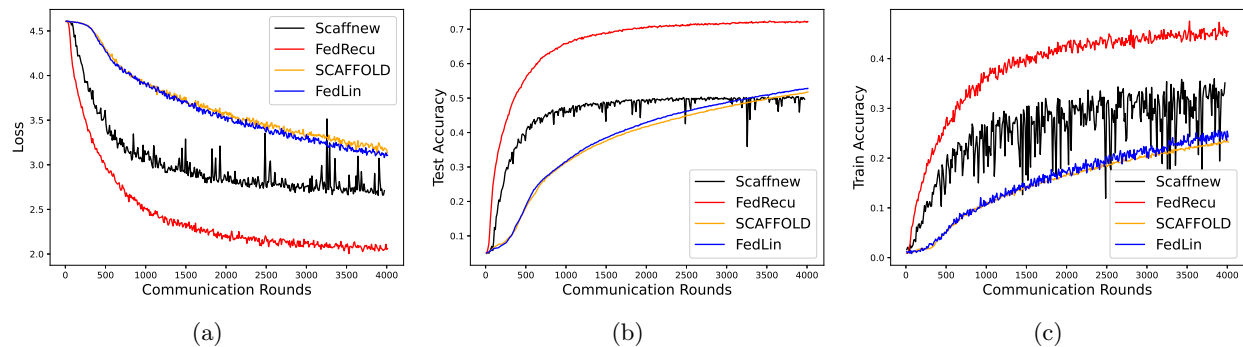 4.5
4.0
3.5
3.0
2.5
2.0
Loss
0
500
1000
1500
2000
2500
3000
3500
4000
Communication Rounds
Scaffnew
FedRecu
SCAFFOLD
FedLin
(a)
0.7
0.6
0.5
0.4
0.3
0.2
0.1
Test Accuracy
0
500
1000
1500
2000
2500
3000
3500
4000
Communication Rounds
Scaffnew
FedRecu
SCAFFOLD
FedLin
(b)
0.4
0.3
0.2
0.1
0.0
Train Accuracy
0
500
1000
1500
2000
2500
3000
3500
4000
Communication Rounds
Scaffnew
FedRecu
SCAFFOLD
FedLin
(c)